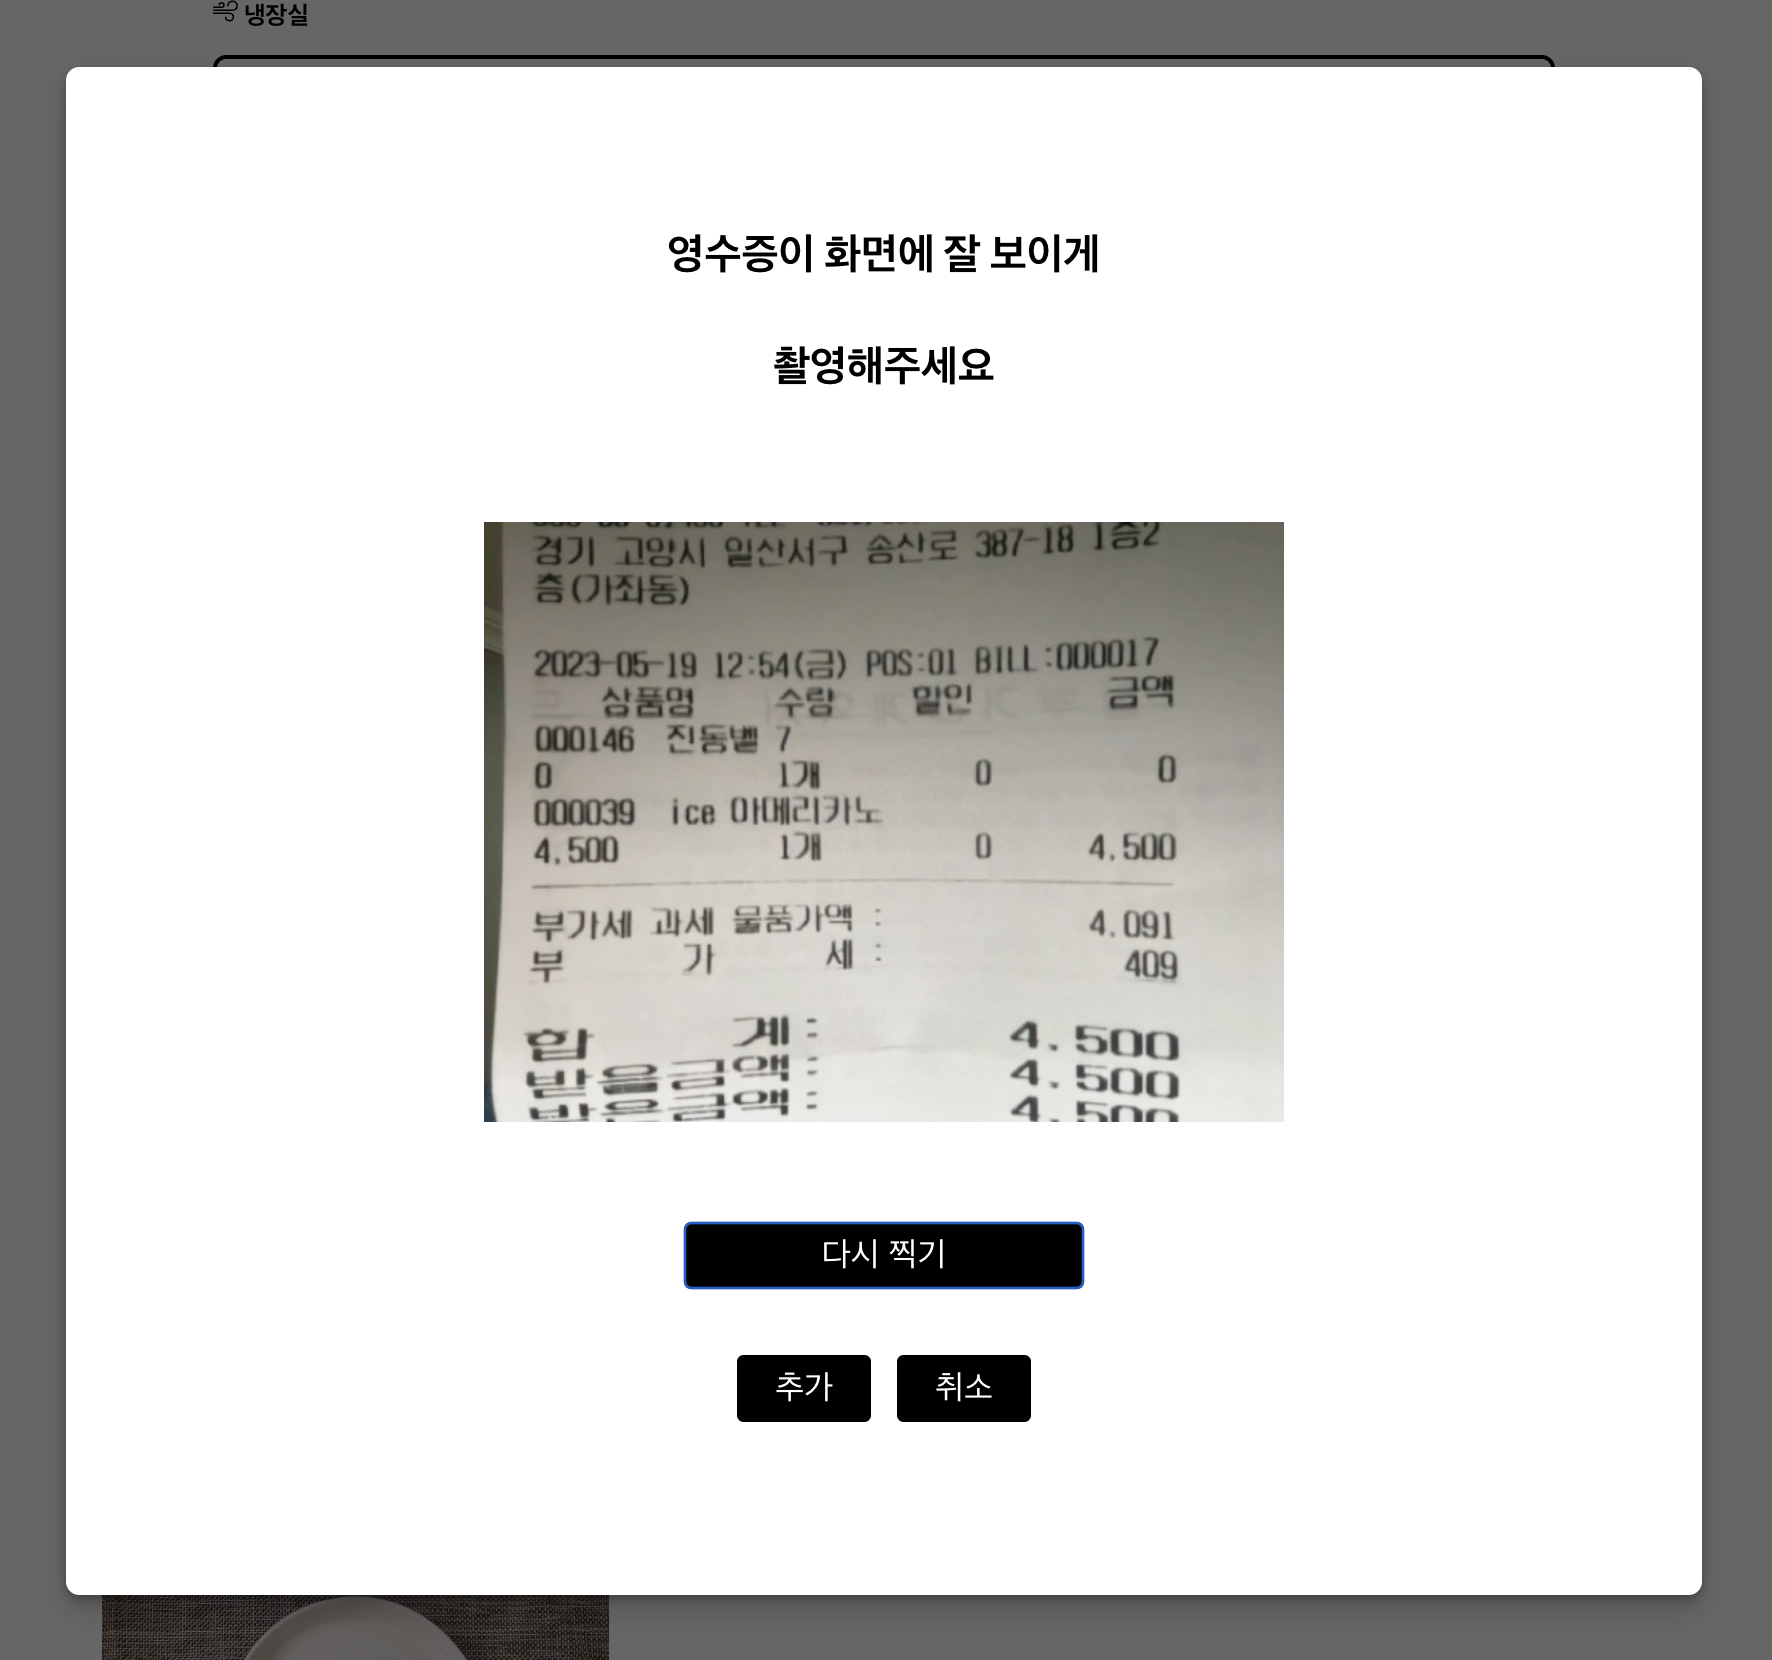 냉장실
영수증이 화면에 잘 보이게
촬영해주세요
경기 고양시 일산서구 송산로 387-18 1층2
층(가좌동)
2023-05-19 12:54(금) POS:01 BILL:000017
상품명 수량 할인 금액
000146 진동벨 7
0 1개 0 0
000039 ice 아메리카노
4,500 1개 0 4,500
부가세 과세 물품가액 : 4,091
부 가 세 : 409
합 계 : 4,500
받을금액 : 4,500
받은금액 : 4,500
다시 찍기
추가 취소